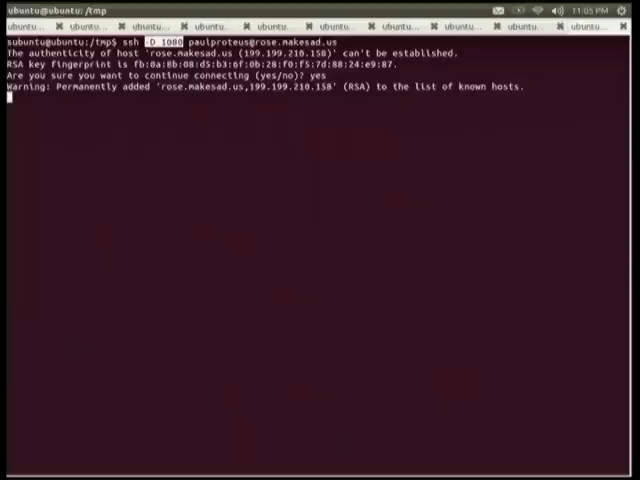 ubuntu@ubuntu: /tmp
11:05 PM
ubuntu... ubuntu... ubuntu... ubuntu... ubuntu... ubuntu... ubuntu... ubuntu... ubuntu... ubuntu...
subuntu@ubuntu:/tmp$ ssh -D 1080 paulproteus@rose.makesad.us
The authenticity of host 'rose.makesad.us (199.199.210.158)' can't be established.
RSA key fingerprint is fb:0a:8b:08:d5:b3:6f:0b:28:f0:f5:7d:88:24:e9:87.
Are you sure you want to continue connecting (yes/no)? yes
Warning: Permanently added 'rose.makesad.us,199.199.210.158' (RSA) to the list of known hosts.